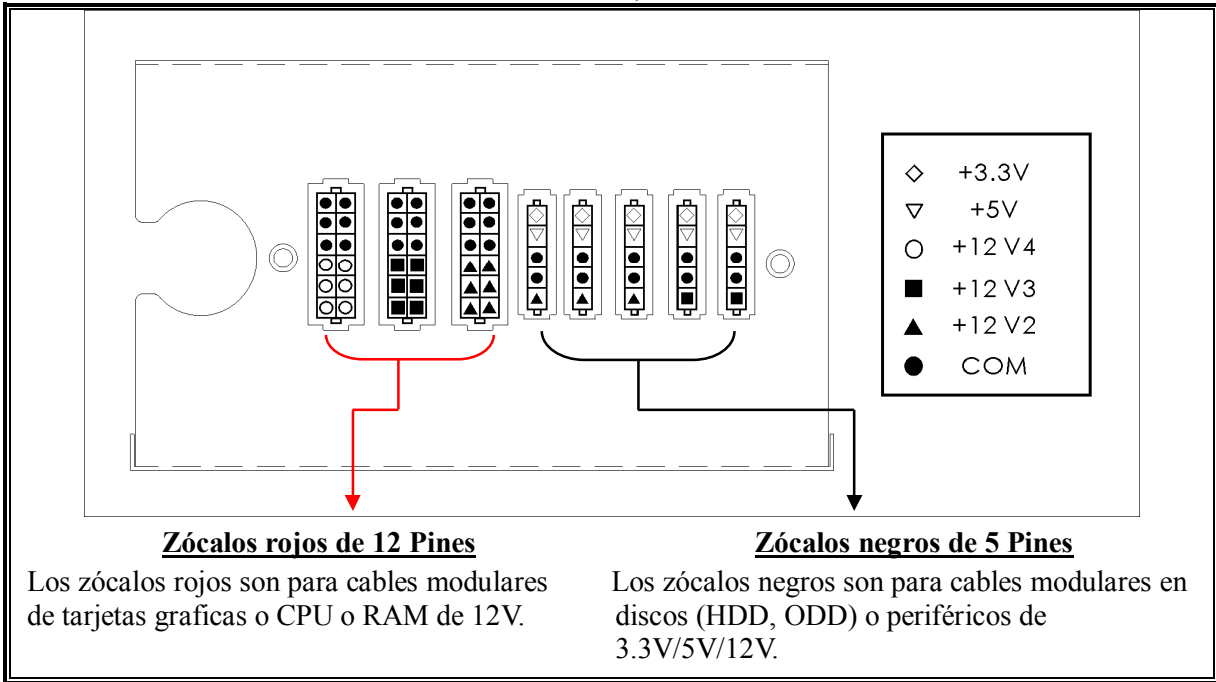 +3.3V
+5V
+12 V4
+12 V3
+12 V2
COM
Zócalos rojos de 12 Pines
Los zócalos rojos son para cables modulares
de tarjetas graficas o CPU o RAM de 12V.
Zócalos negros de 5 Pines
Los zócalos negros son para cables modulares en
discos (HDD, ODD) o periféricos de
3.3V/5V/12V.